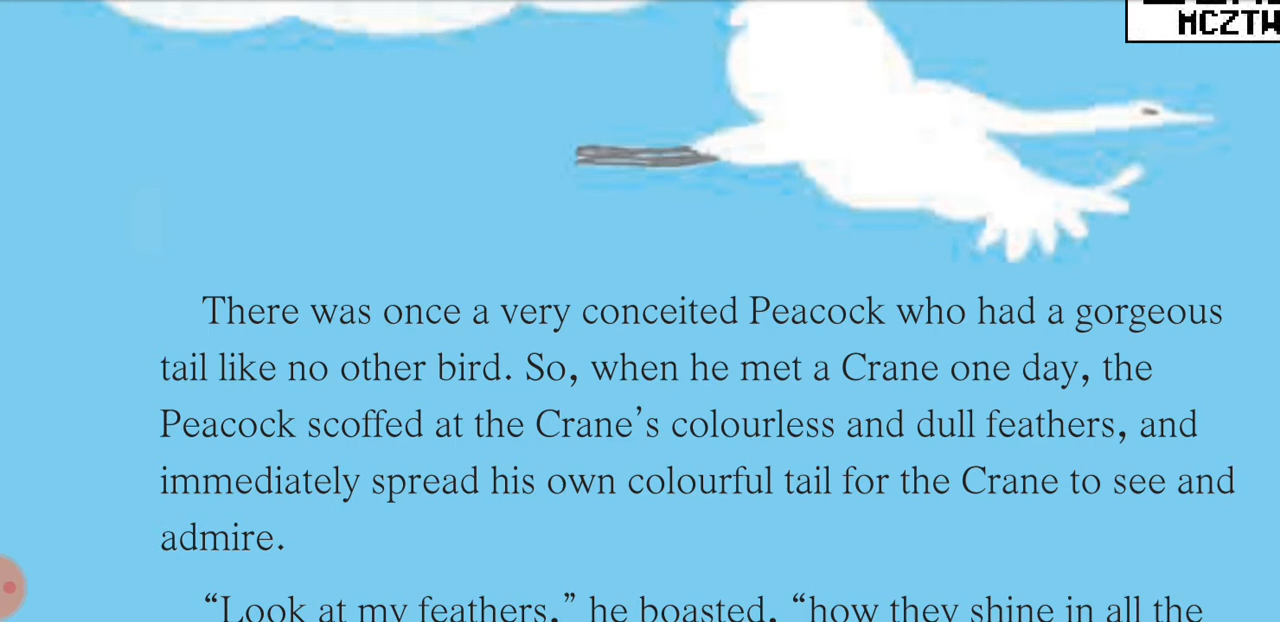 MCZTW
There was once a very conceited Peacock who had a gorgeous
tail like no other bird. So, when he met a Crane one day, the
Peacock scoffed at the Crane’s colourless and dull feathers, and
immediately spread his own colourful tail for the Crane to see and
admire.
“Look at my feathers,” he boasted, “how they shine in all the